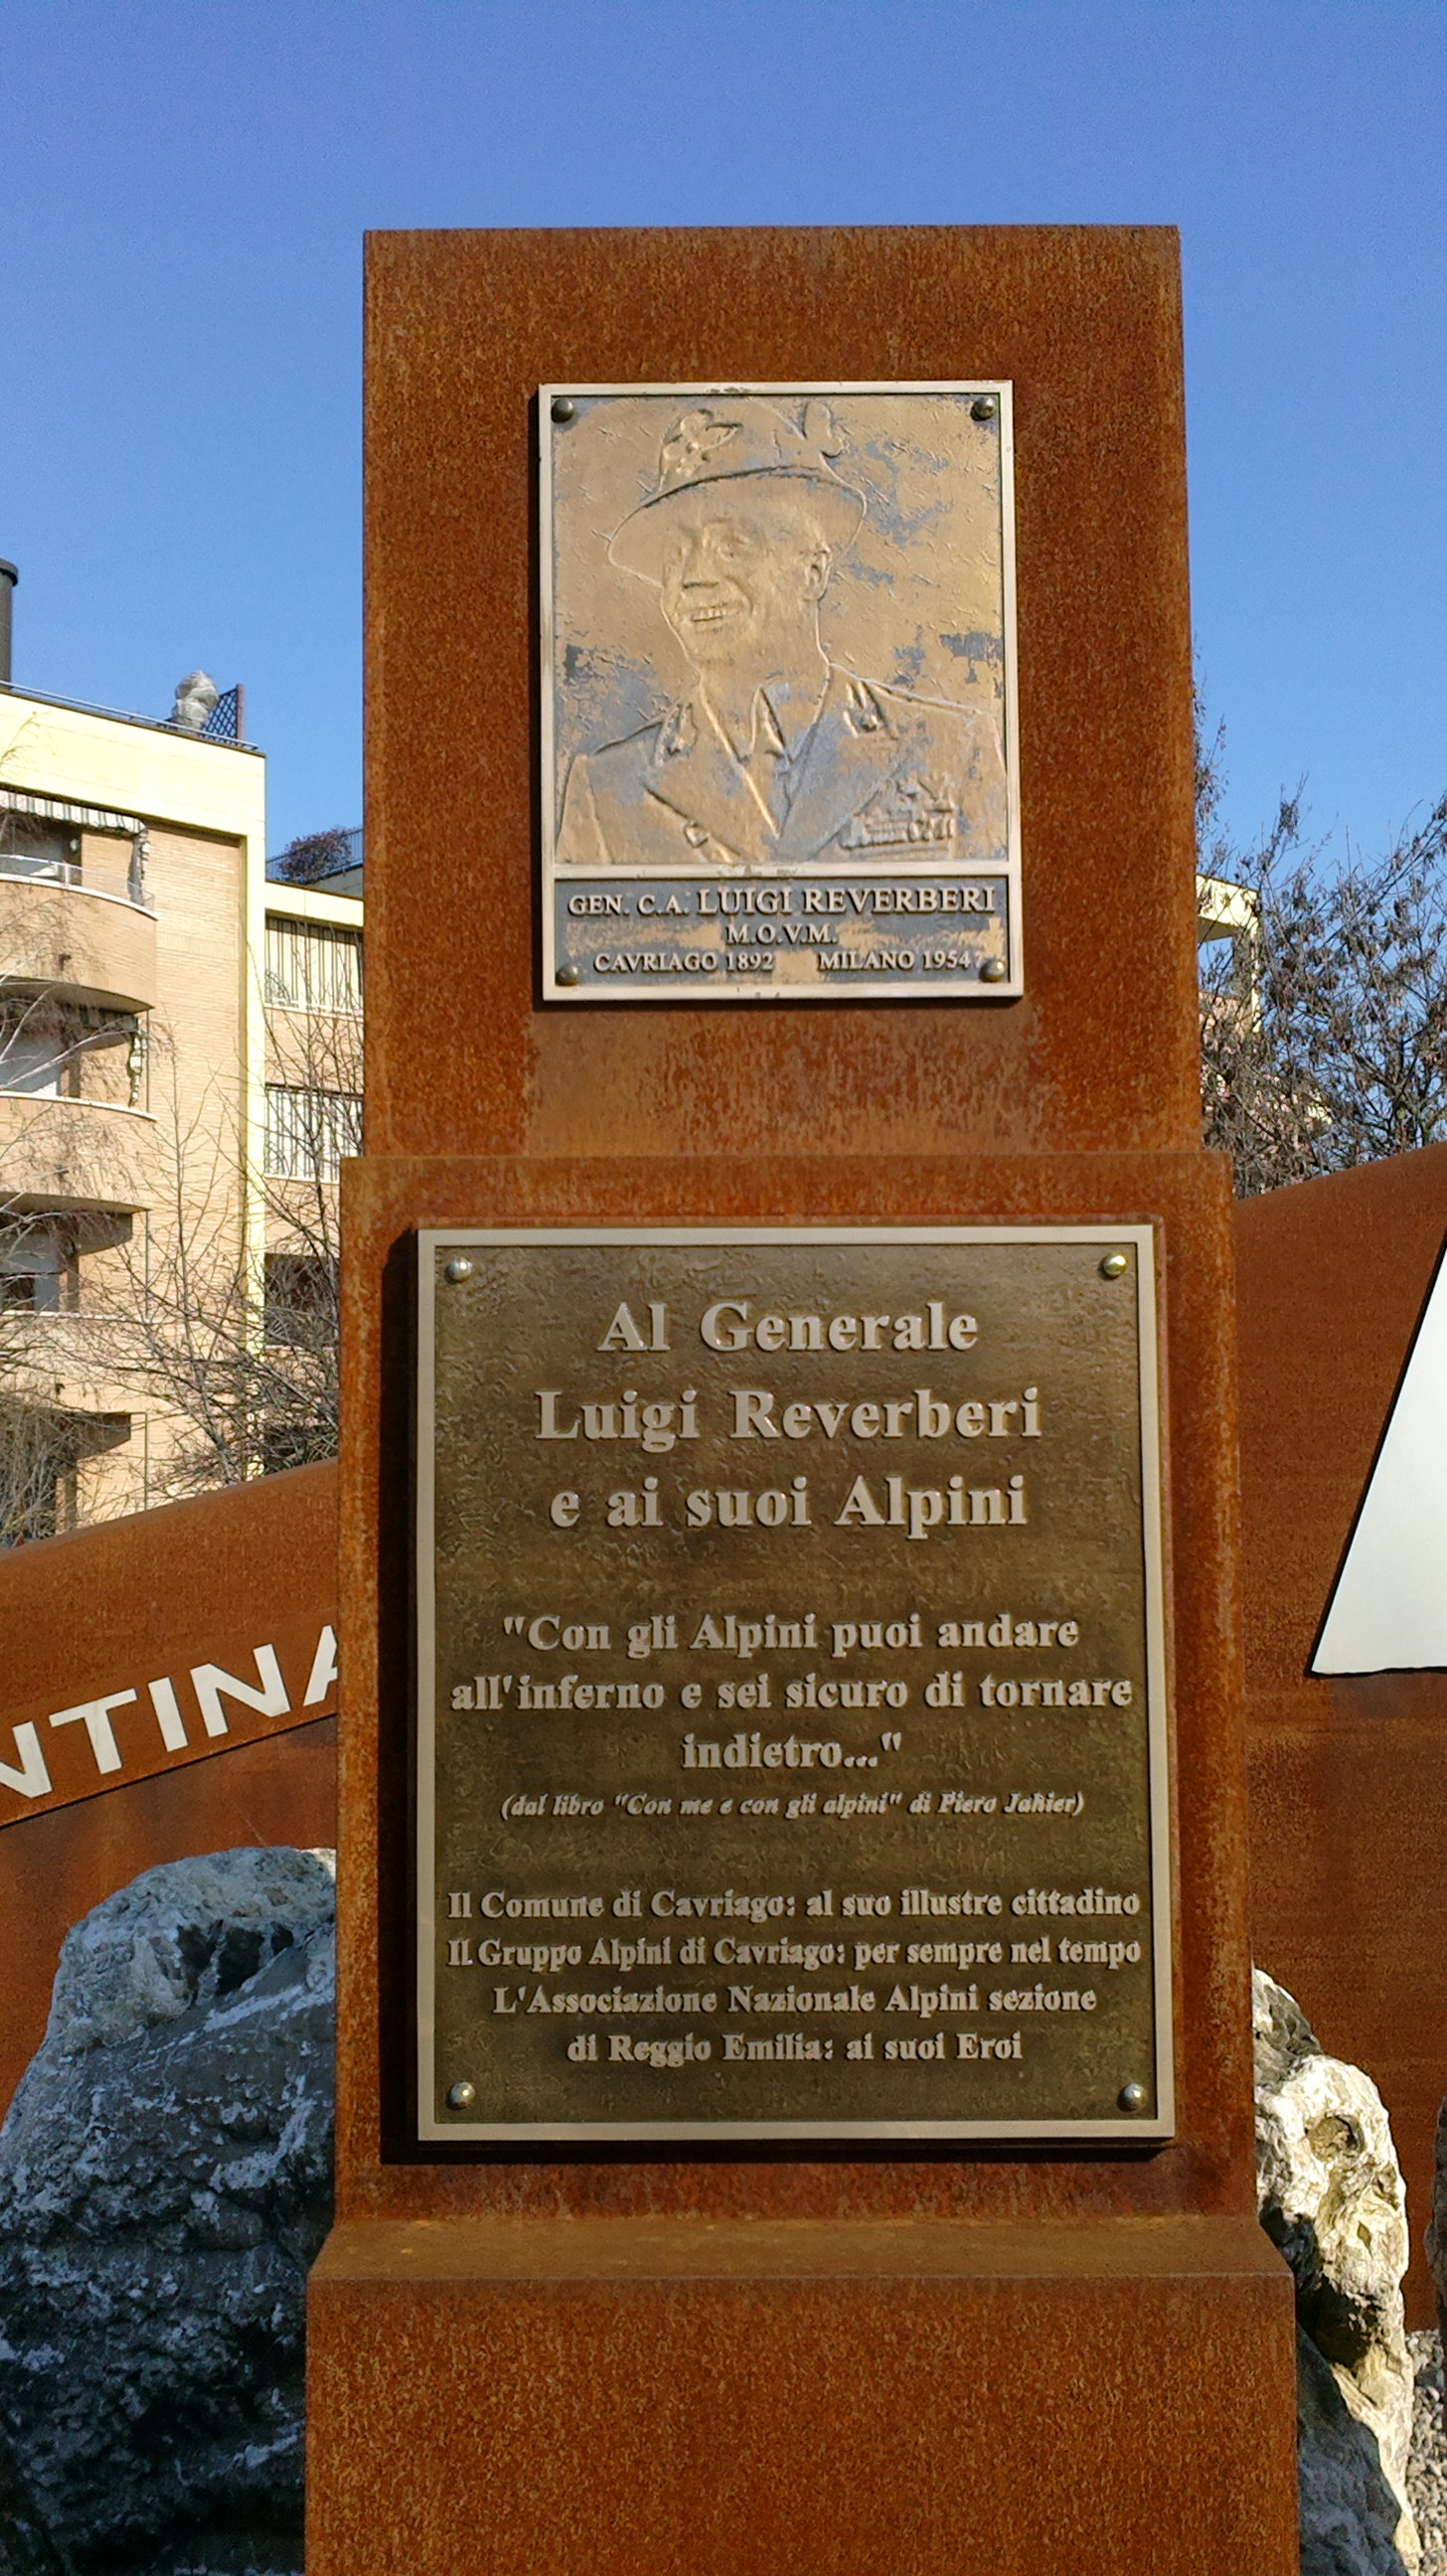 GEN. C.A. LUIGI REVERBERI
M.O.V.M.
CAVRIAGO 1892 MILANO 1954
Al Generale
Luigi Reverberi
e ai suoi Alpini
"Con gli Alpini puoi andare
all'inferno e sei sicuro di tornare
indietro..."
(dal libro "Con me e con gli alpini" di Piero Jahier)
Il Comune di Cavriago: al suo illustre cittadino
Il Gruppo Alpini di Cavriago: per sempre nel tempo
L'Associazione Nazionale Alpini sezione
di Reggio Emilia: ai suoi Eroi
NTINA